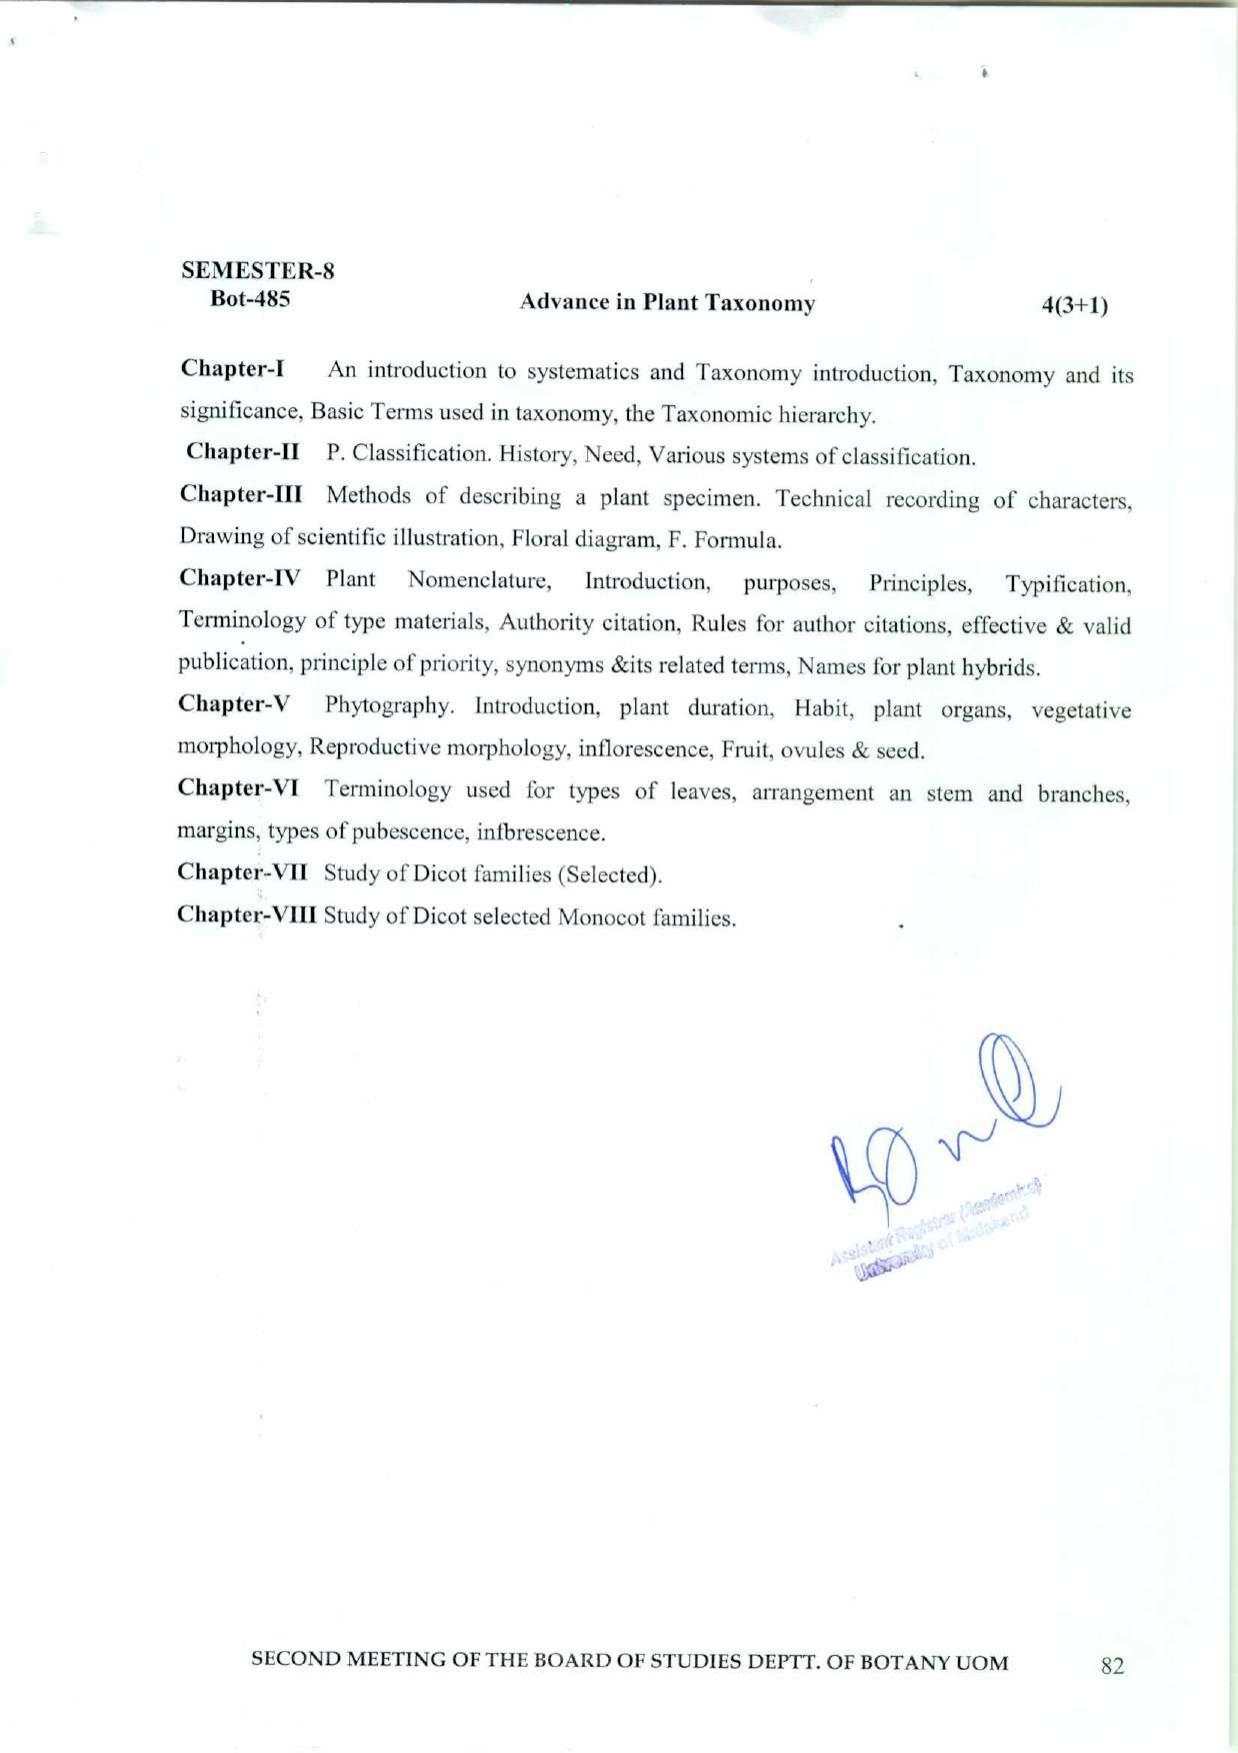 SEMESTER-8
Bot-485 Advance in Plant Taxonomy 4(3+1)
Chapter-I An introduction to systematics and Taxonomy introduction, Taxonomy and its
significance, Basic Terms used in taxonomy, the Taxonomic hierarchy.
Chapter-II P. Classification. History, Need, Various systems of classification.
Chapter-III Methods of describing a plant specimen. Technical recording of characters,
Drawing of scientific illustration, Floral diagram, F. Formula.
Chapter-IV Plant Nomenclature, Introduction, purposes, Principles, Typification,
Terminology of type materials, Authority citation, Rules for author citations, effective & valid
publication, principle of priority, synonyms &its related terms, Names for plant hybrids.
Chapter-V Phytography. Introduction, plant duration, Habit, plant organs, vegetative
morphology, Reproductive morphology, inflorescence, Fruit, ovules & seed.
Chapter-VI Terminology used for types of leaves, arrangement an stem and branches,
margins, types of pubescence, infbrescence.
Chapter-VII Study of Dicot families (Selected).
Chapter-VIII Study of Dicot selected Monocot families.
Assistant Registrar (Academics)
University of Malakand
SECOND MEETING OF THE BOARD OF STUDIES DEPTT. OF BOTANY UOM 82